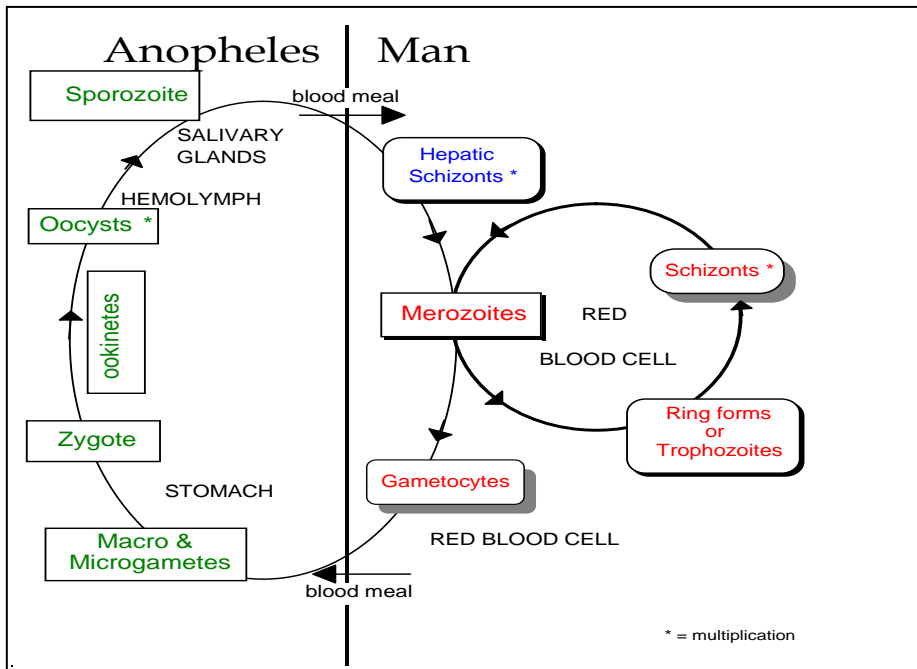 Anopheles
Man
Sporozoite
blood meal
SALIVARY
GLANDS
Hepatic
Schizonts *
HEMOLYMPH
Oocysts *
Schizonts *
ookinetes
Merozoites
RED
BLOOD CELL
Ring forms
or
Trophozoites
Zygote
Gametocytes
STOMACH
Macro &
Microgametes
RED BLOOD CELL
blood meal
* = multiplication